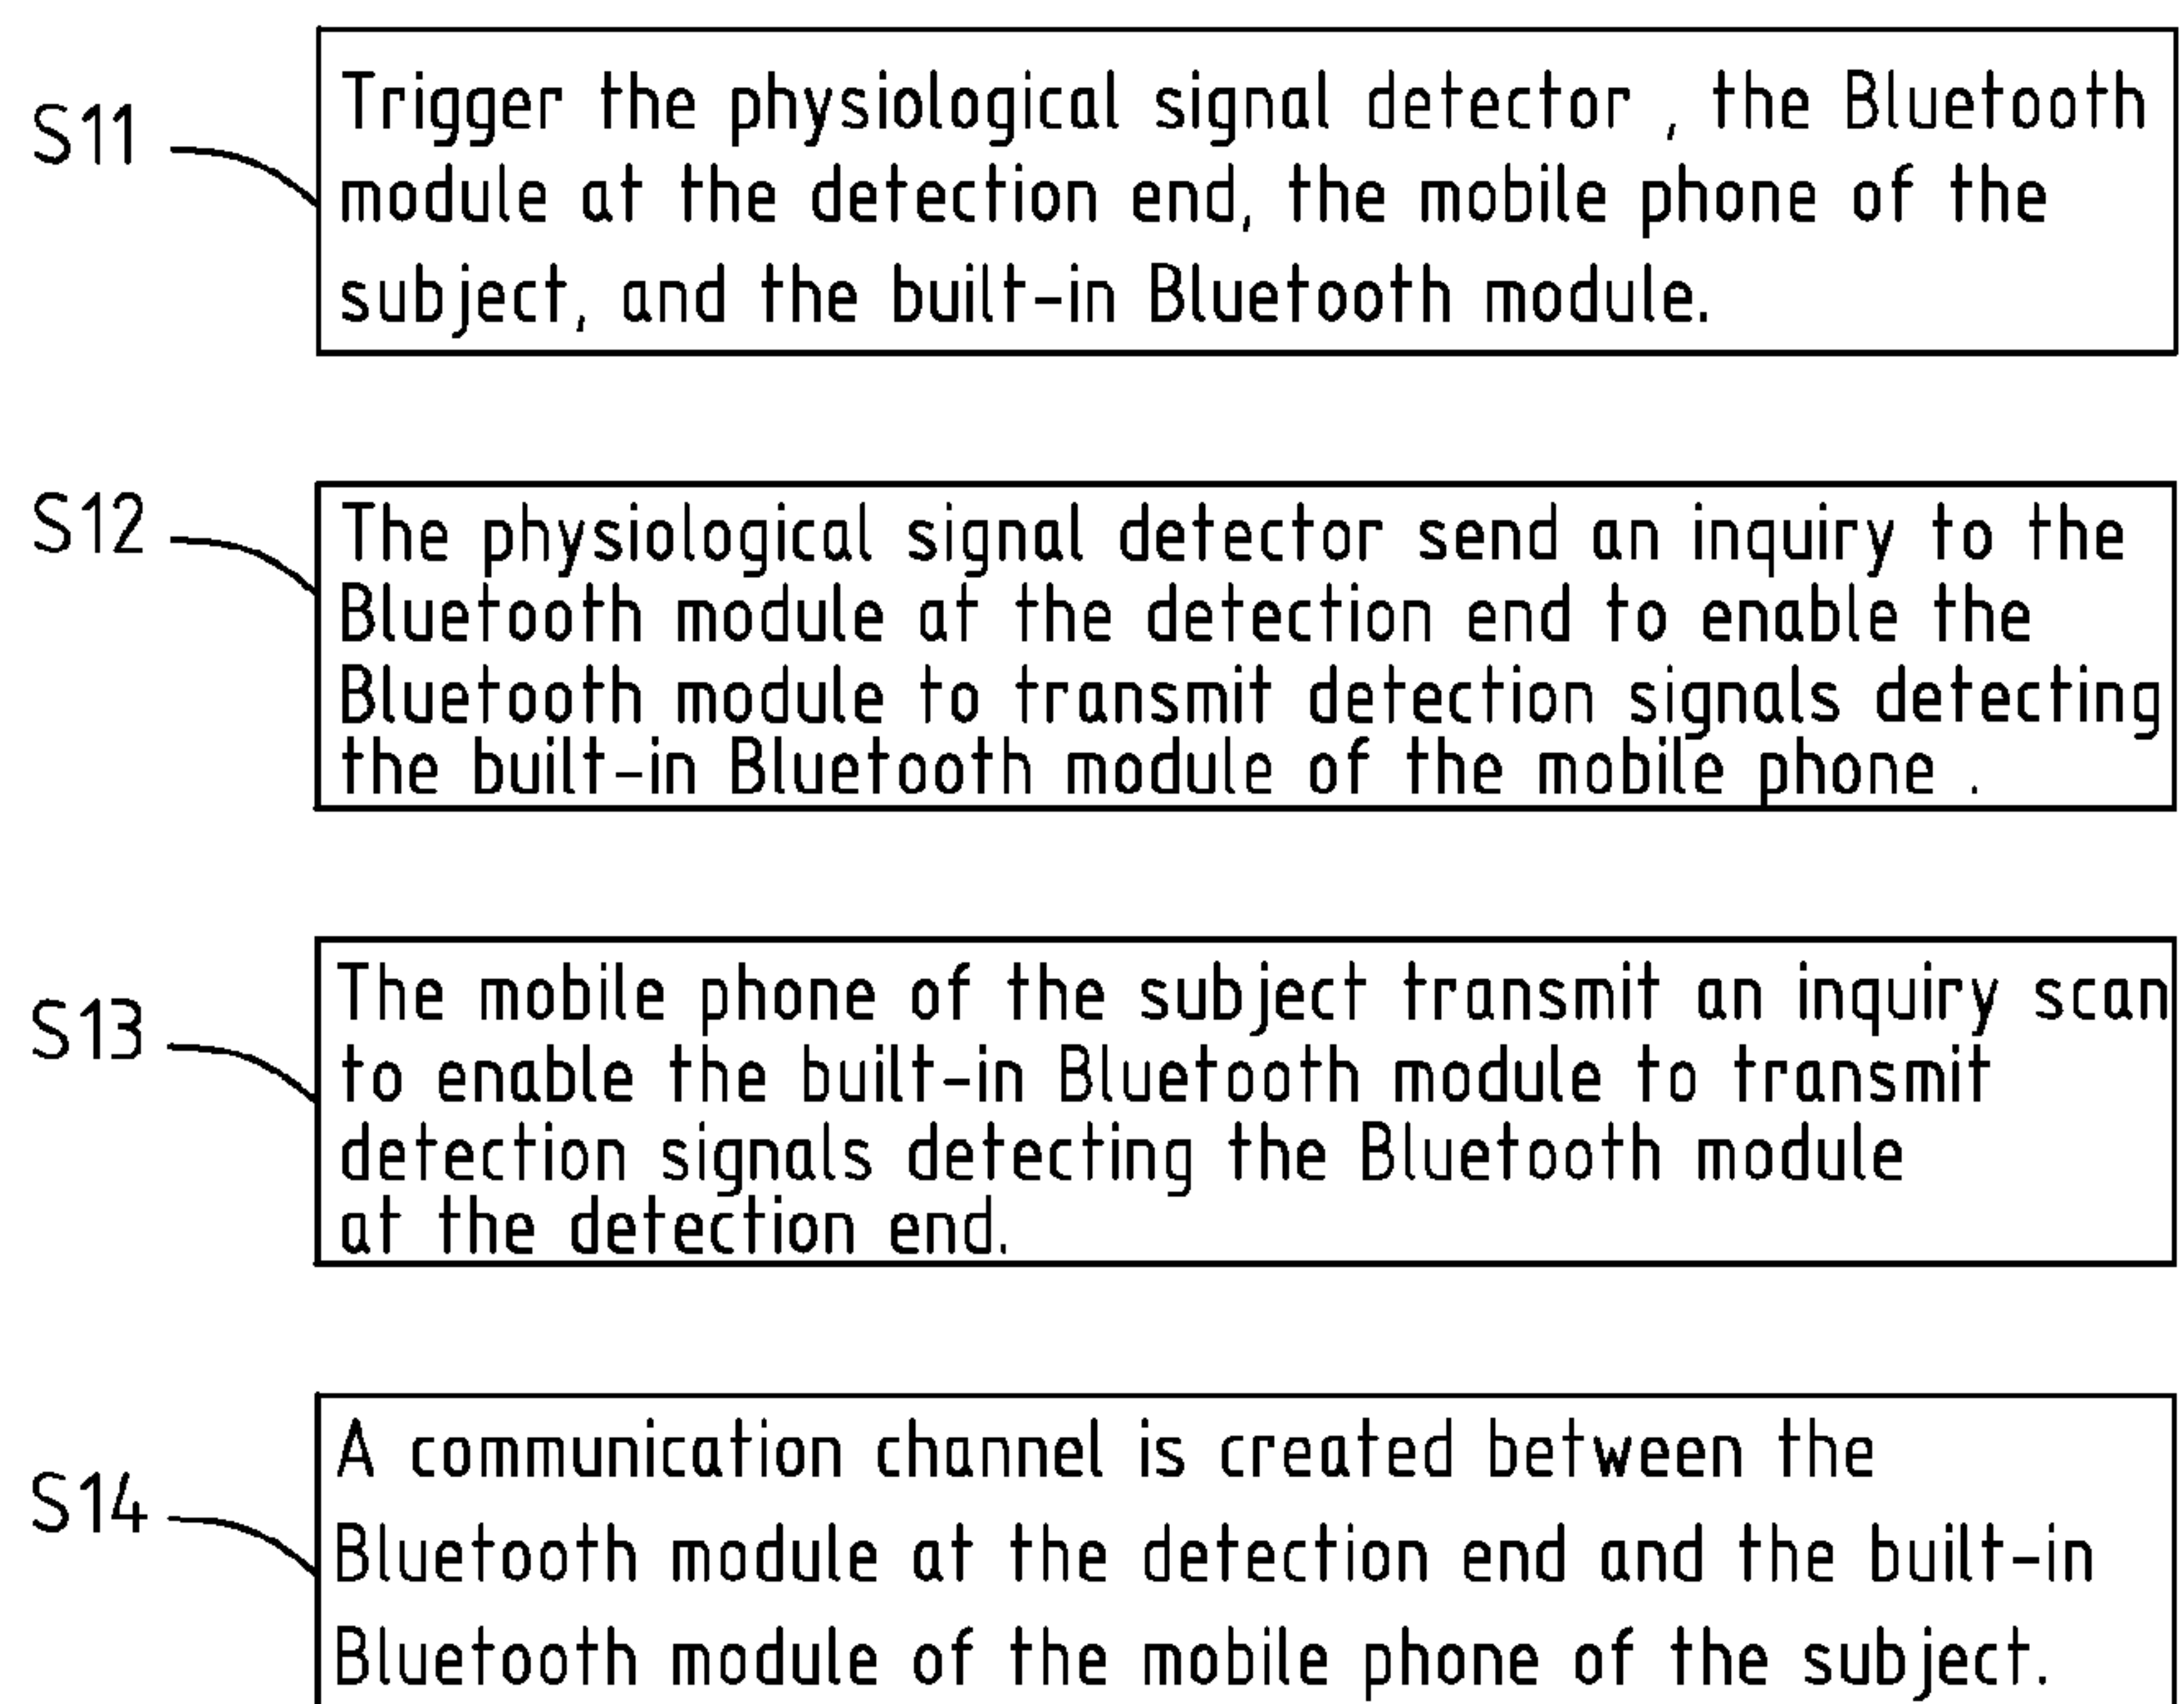 S11
Trigger the physiological signal detector , the Bluetooth
module at the detection end, the mobile phone of the
subject, and the built-in Bluetooth module.
S12
The physiological signal detector send an inquiry to the
Bluetooth module at the detection end to enable the
Bluetooth module to transmit detection signals detecting
the built-in Bluetooth module of the mobile phone .
S13
The mobile phone of the subject transmit an inquiry scan
to enable the built-in Bluetooth module to transmit
detection signals detecting the Bluetooth module
at the detection end.
S14
A communication channel is created between the
Bluetooth module at the detection end and the built-in
Bluetooth module of the mobile phone of the subject.